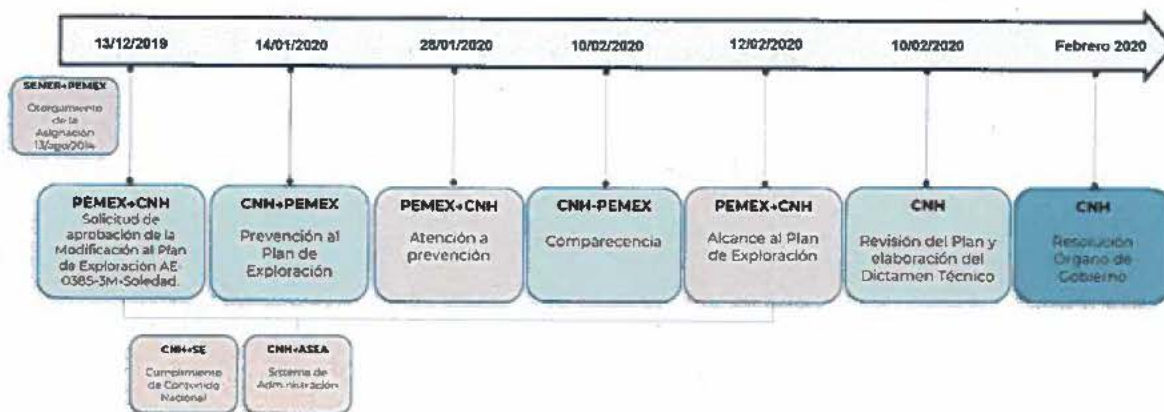 13/12/2019 14/01/2020 28/01/2020 10/02/2020 12/02/2020 10/02/2020 Febrero 2020
SENER+PEMEX
Otorgamiento
de la
Asignación
13/ago/2014
PEMEX+CNH
Solicitud de
aprobación de la
Modificación al Plan
de Exploración AE-
0385-3M-Soledad.
CNH+PEMEX
Prevención al
Plan de
Exploración
PEMEX+CNH
Atención a
prevención
CNH-PEMEX
Comparecencia
PEMEX+CNH
Alcance al Plan
de Exploración
CNH
Revisión del Plan y
elaboración del
Dictamen Técnico
CNH
Resolución
Órgano de
Gobierno
CNH+SE
Cumplimiento
de Contenido
Nacional
CNH+ASEA
Sistema de
Administración